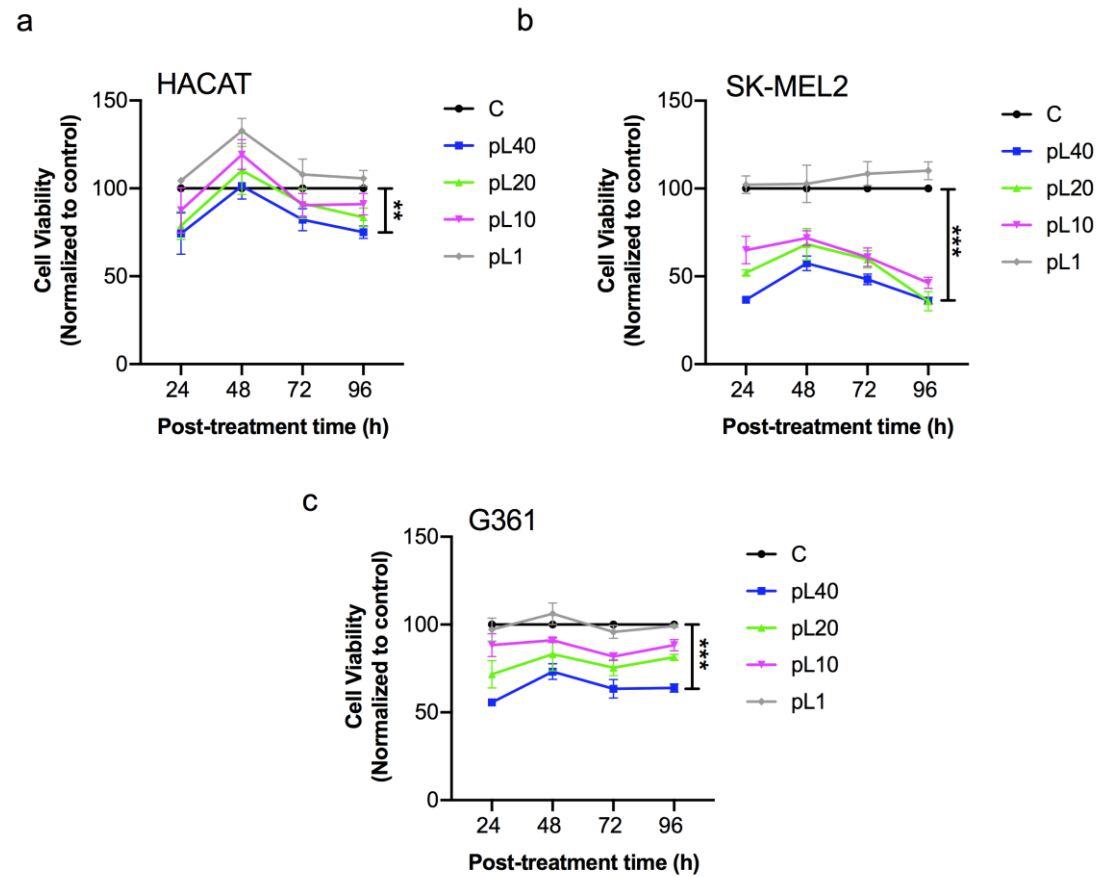 a
HACAT
150
100
50
0
Cell Viability
(Normalized to control)
24 48 72 96
Post-treatment time (h)
**
C
pL40
pL20
pL10
pL1
b
SK-MEL2
150
100
50
0
Cell Viability
(Normalized to control)
24 48 72 96
Post-treatment time (h)
***
C
pL40
pL20
pL10
pL1
c
G361
150
100
50
0
Cell Viability
(Normalized to control)
24 48 72 96
Post-treatment time (h)
***
C
pL40
pL20
pL10
pL1